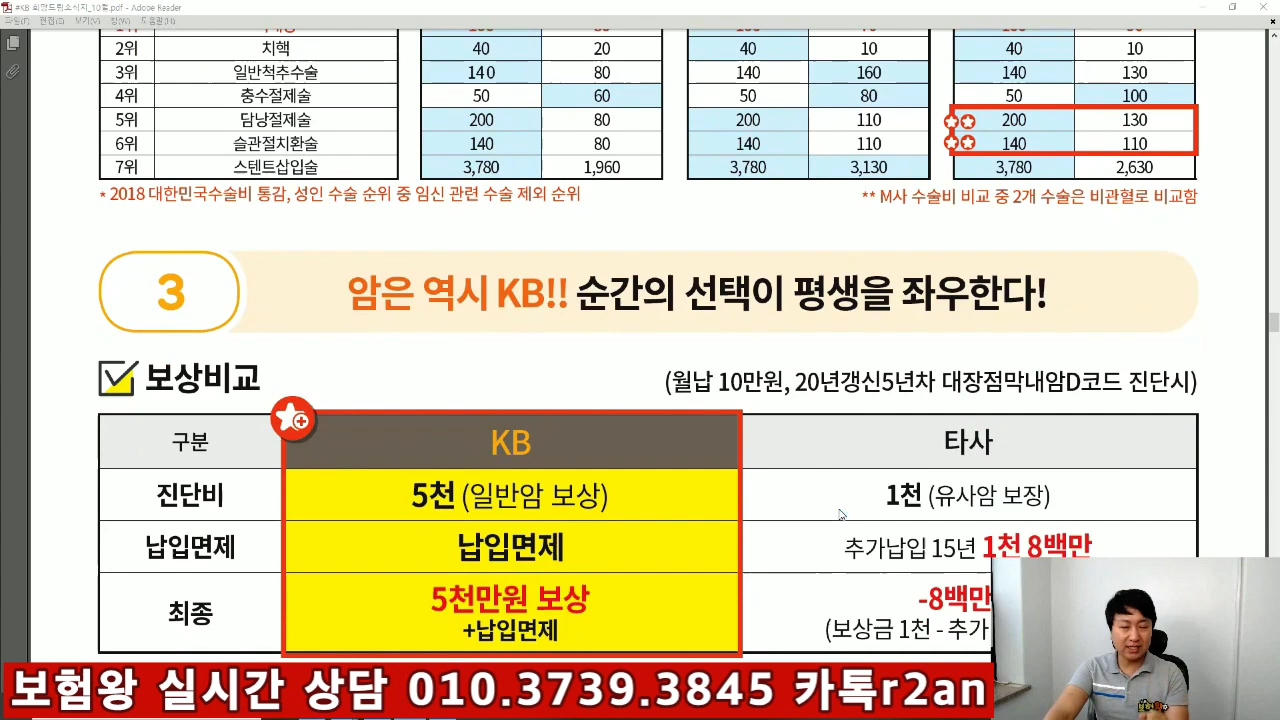 #KB 희망드림소식지_10월.pdf - Adobe Reader
파일(F) 편집(E) 보기(V) 창(W) 도움말(H)
2위 치핵 40 20 40 10 40 10
3위 일반척추수술 140 80 140 160 140 130
4위 충수절제술 50 60 50 80 50 100
5위 담낭절제술 200 80 200 110 200 130
6위 슬관절치환술 140 80 140 110 140 110
7위 스텐트삽입술 3,780 1,960 3,780 3,130 3,780 2,630
* 2018 대한민국수술비 통감, 성인 수술 순위 중 임신 관련 수술 제외 순위
** M사 수술비 비교 중 2개 수술은 비관혈로 비교함
3 암은 역시 KB!! 순간의 선택이 평생을 좌우한다!
보상비교 (월납 10만원, 20년갱신5년차 대장점막내암D코드 진단시)
구분 KB 타사
진단비 5천 (일반암 보상) 1천 (유사암 보장)
납입면제 납입면제 추가납입 15년 1천 8백만
최종 5천만원 보상 -8백만
+납입면제 (보상금 1천 - 추가
보험왕 실시간 상담 010.3739.3845 카톡r2an